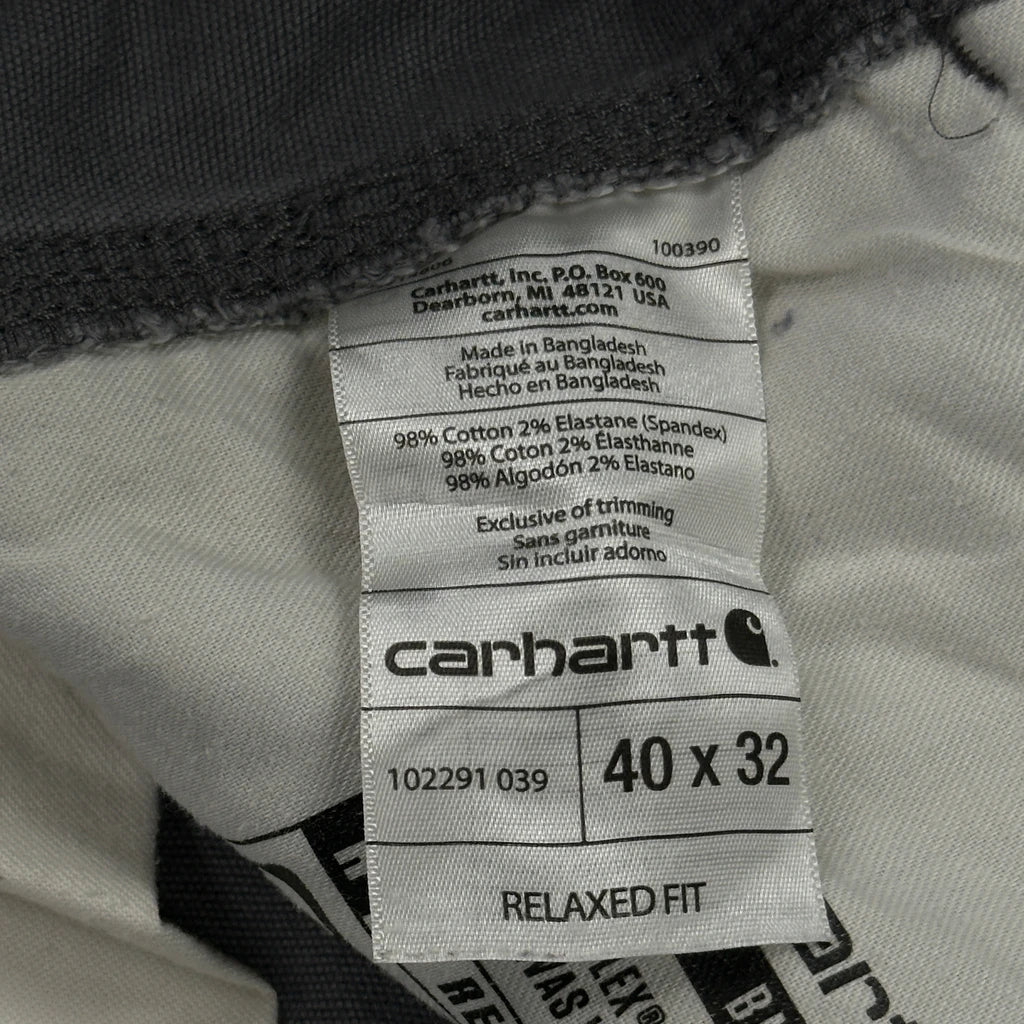 100390
Carhartt, Inc. P.O. Box 600
Dearborn, MI 48121 USA
carhartt.com
Made in Bangladesh
Fabriqué au Bangladesh
Hecho en Bangladesh
98% Cotton 2% Elastane (Spandex)
98% Coton 2% Élasthanne
98% Algodón 2% Elastano
Exclusive of trimming
Sans garniture
Sin incluir adorno
carhartt
102291 039
40 x 32
RELAXED FIT